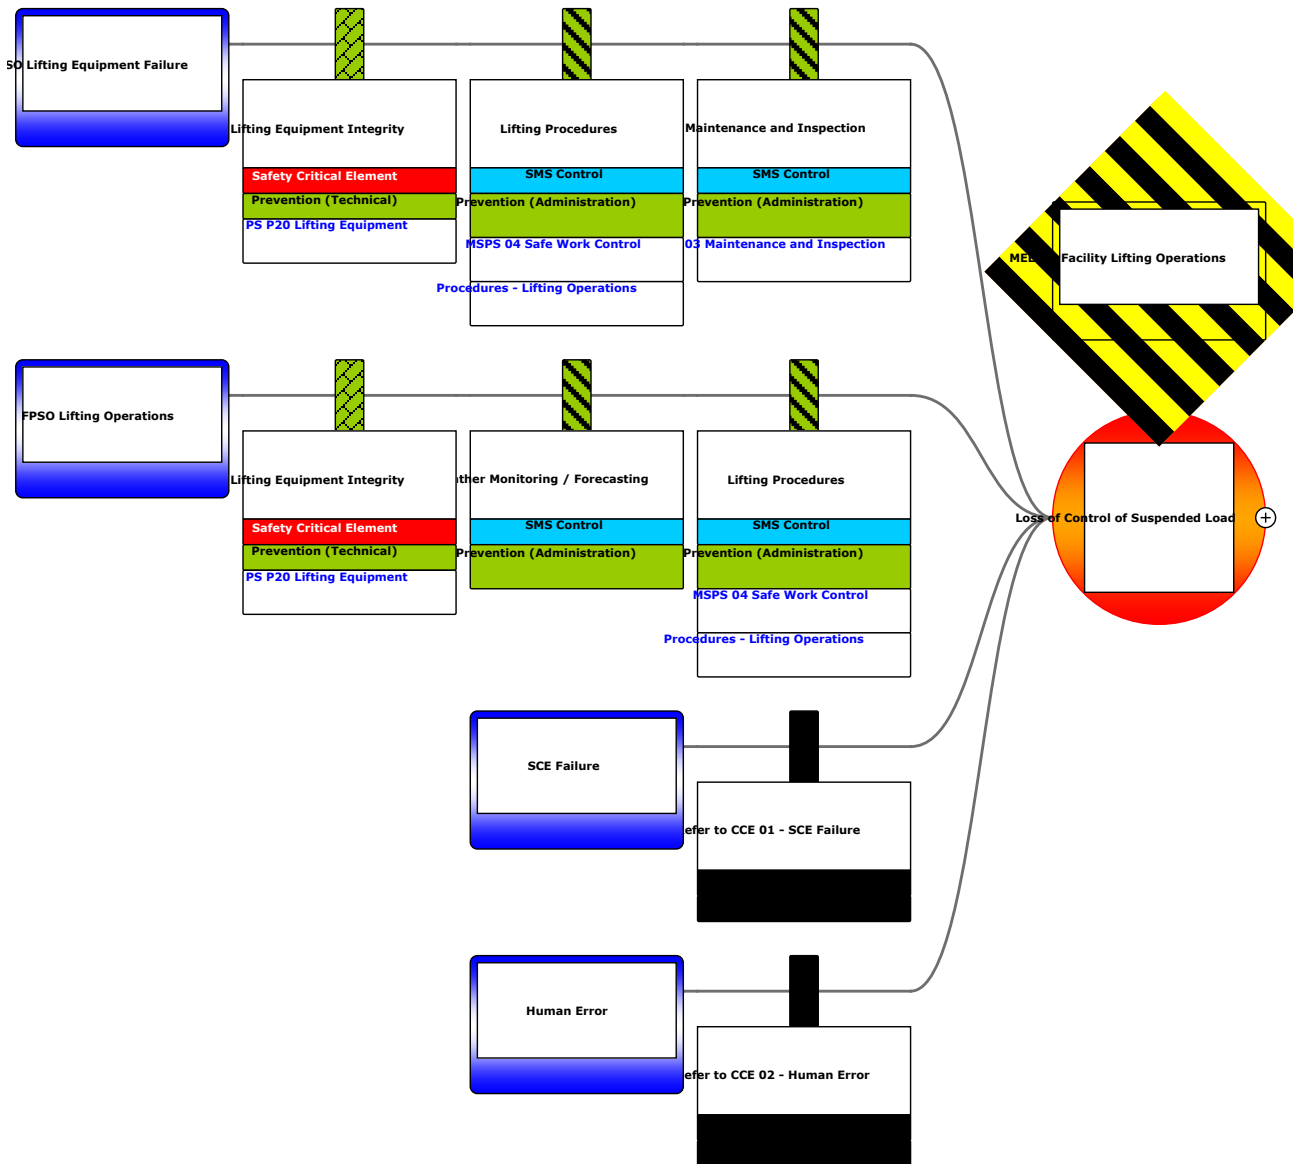 Lifting Equipment Failure
Lifting Equipment Integrity
Safety Critical Element
Prevention (Technical)
PS P20 Lifting Equipment
Lifting Procedures
SMS Control
Prevention (Administration)
MSPS 04 Safe Work Control
Procedures - Lifting Operations
Maintenance and Inspection
SMS Control
Prevention (Administration)
03 Maintenance and Inspection
Facility Lifting Operations
FPSO Lifting Operations
Lifting Equipment Integrity
Safety Critical Element
Prevention (Technical)
PS P20 Lifting Equipment
Monitoring / Forecasting
SMS Control
Prevention (Administration)
Lifting Procedures
SMS Control
Prevention (Administration)
MSPS 04 Safe Work Control
Procedures - Lifting Operations
Loss of Control of Suspended Load
SCE Failure
to CCE 01 - SCE Failure
Human Error
to CCE 02 - Human Error